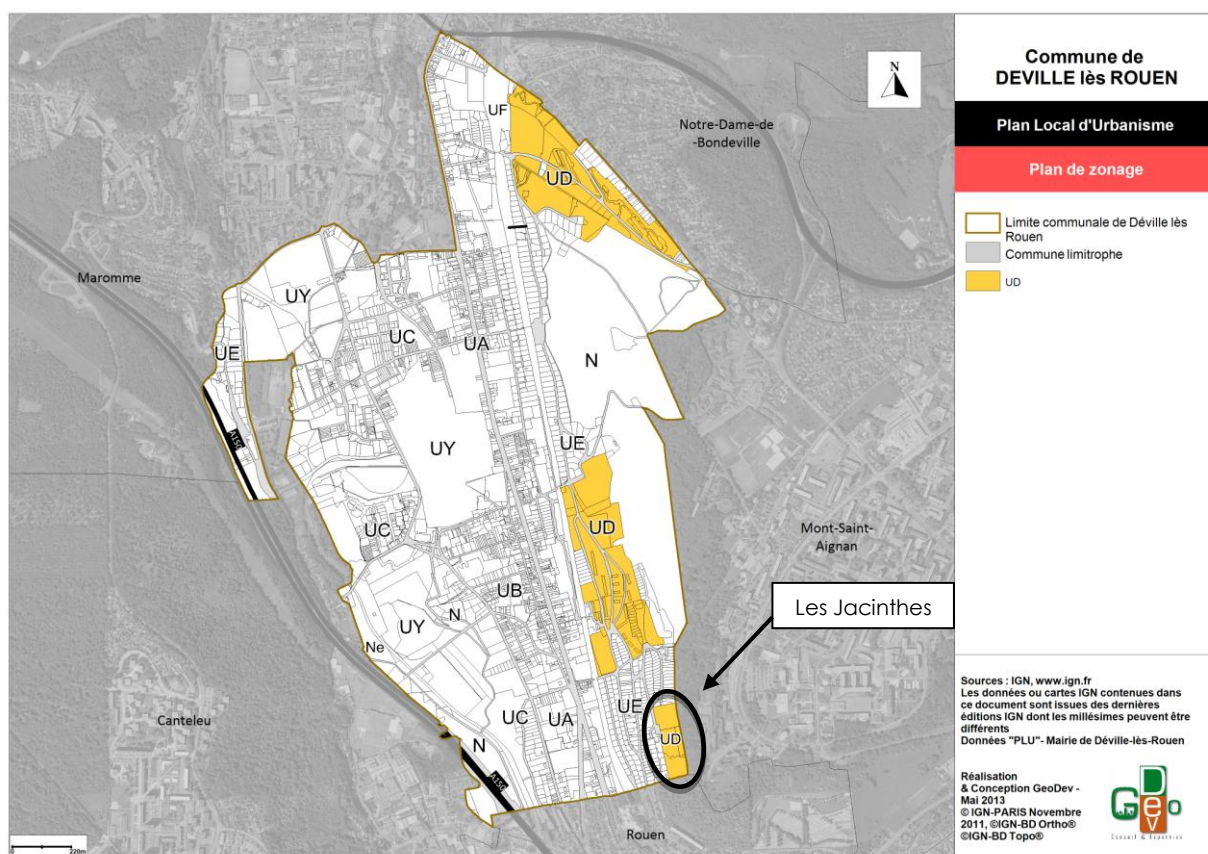 Commune de
DEVILLE lès ROUEN
Plan Local d'Urbanisme
Plan de zonage
Limite communale de Déville lès
Rouen
Commune limitrophe
UD
N
Notre-Dame-de
-Bondeville
UF
UD
Maromme
UY
UE
UC
UA
N
A150
UY
UE
UC
UD
Mont-Saint-
Aignan
UB
N
UY
Les Jacinthes
Ne
UE
UC
UA
Canteleu
N
UD
A150
Rouen
0
220m
Sources : IGN, www.ign.fr
Les données ou cartes IGN contenues dans
ce document sont issues des dernières
éditions IGN dont les millésimes peuvent être
différents
Données "PLU"- Mairie de Déville-lès-Rouen
Réalisation
& Conception GeoDev -
Mai 2013
© IGN-PARIS Novembre
2011, ©IGN-BD Ortho®
©IGN-BD Topo®
GeoDev
Conseil & Expertise